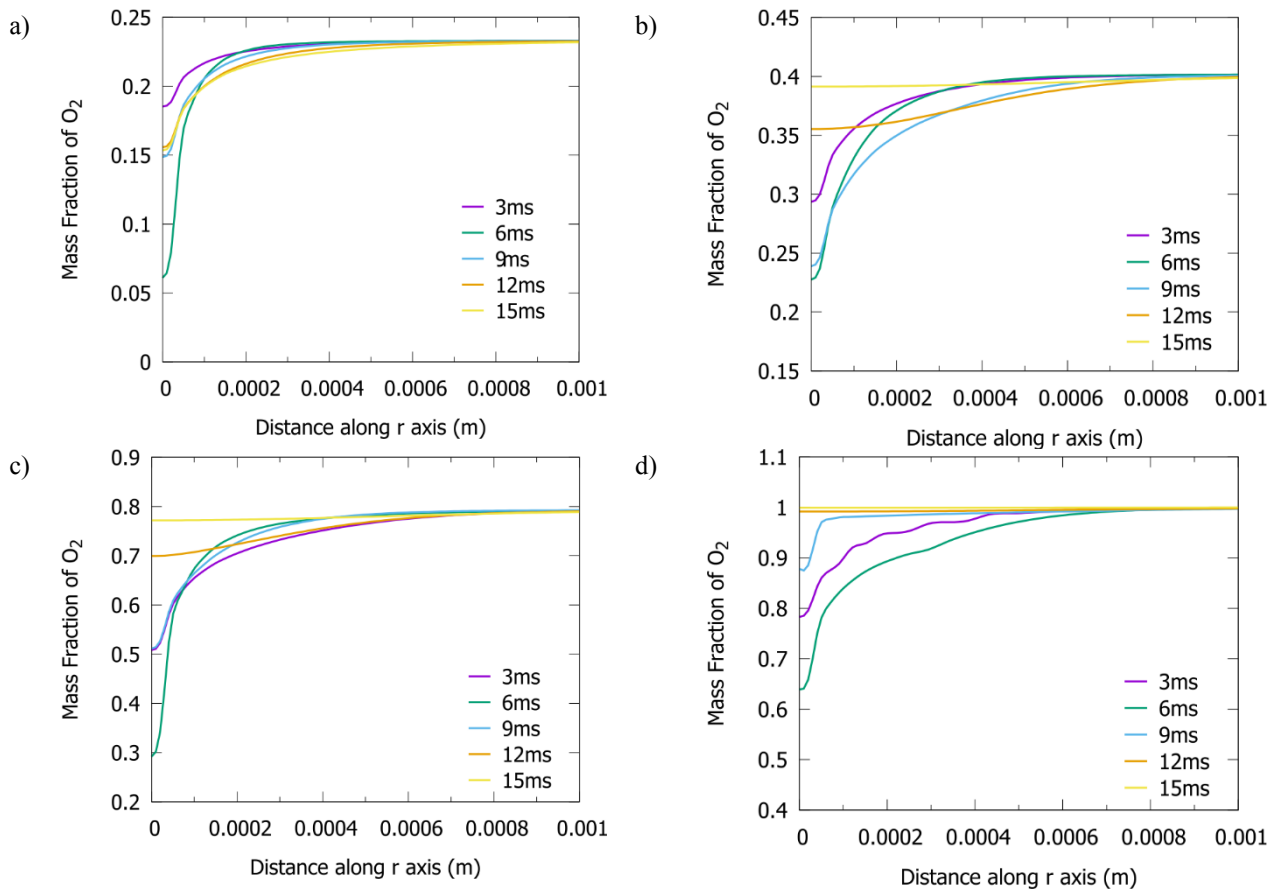 a)
0.25
0.2
0.15
0.1
0.05
0
Mass Fraction of O₂
3ms
6ms
9ms
12ms
15ms
0 0.0002 0.0004 0.0006 0.0008 0.001
Distance along r axis (m)
b)
0.45
0.4
0.35
0.3
0.25
0.2
0.15
Mass Fraction of O₂
3ms
6ms
9ms
12ms
15ms
0 0.0002 0.0004 0.0006 0.0008 0.001
Distance along r axis (m)
c)
0.9
0.8
0.7
0.6
0.5
0.4
0.3
0.2
Mass Fraction of O₂
3ms
6ms
9ms
12ms
15ms
0 0.0002 0.0004 0.0006 0.0008 0.001
Distance along r axis (m)
d)
1.1
1
0.9
0.8
0.7
0.6
0.5
0.4
Mass Fraction of O₂
3ms
6ms
9ms
12ms
15ms
0 0.0002 0.0004 0.0006 0.0008 0.001
Distance along r axis (m)